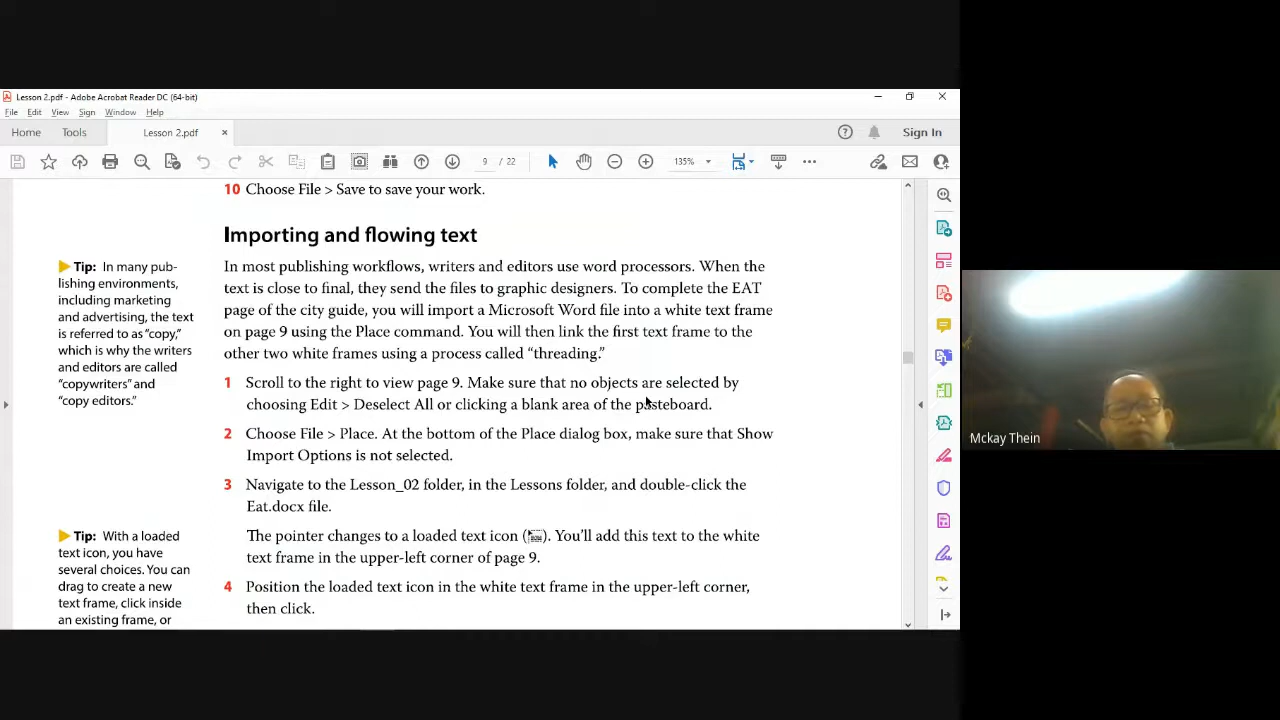 Lesson 2.pdf - Adobe Acrobat Reader DC (64-bit)
File Edit View Sign Window Help
Home Tools Lesson 2.pdf × Sign In
9 / 22 135%
10 Choose File > Save to save your work.
Importing and flowing text
Tip: In many pub-
lishing environments,
including marketing
and advertising, the text
is referred to as “copy,”
which is why the writers
and editors are called
“copywriters” and
“copy editors.”
In most publishing workflows, writers and editors use word processors. When the
text is close to final, they send the files to graphic designers. To complete the EAT
page of the city guide, you will import a Microsoft Word file into a white text frame
on page 9 using the Place command. You will then link the first text frame to the
other two white frames using a process called “threading.”
1 Scroll to the right to view page 9. Make sure that no objects are selected by
choosing Edit > Deselect All or clicking a blank area of the pasteboard.
2 Choose File > Place. At the bottom of the Place dialog box, make sure that Show
Import Options is not selected.
3 Navigate to the Lesson_02 folder, in the Lessons folder, and double-click the
Eat.docx file.
The pointer changes to a loaded text icon ( ). You’ll add this text to the white
text frame in the upper-left corner of page 9.
4 Position the loaded text icon in the white text frame in the upper-left corner,
then click.
Tip: With a loaded
text icon, you have
several choices. You can
drag to create a new
text frame, click inside
an existing frame, or
Mckay Thein